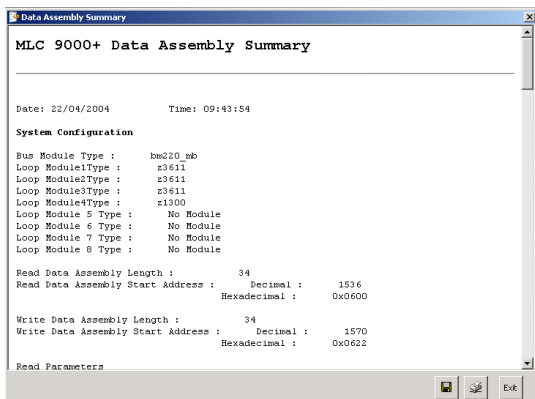 Data Assembly Summary
MLC 9000+ Data Assembly Summary
Date: 22/04/2004 Time: 09:43:54
System Configuration
Bus Module Type : bm220_mb
Loop Module1Type : z3611
Loop Module2Type : z3611
Loop Module3Type : z3611
Loop Module4Type : z1300
Loop Module 5 Type : No Module
Loop Module 6 Type : No Module
Loop Module 7 Type : No Module
Loop Module 8 Type : No Module
Read Data Assembly Length : 34
Read Data Assembly Start Address : Decimal : 1536
Hexadecimal : 0x0600
Write Data Assembly Length : 34
Write Data Assembly Start Address : Decimal : 1570
Hexadecimal : 0x0622
Read Parameters
Exit